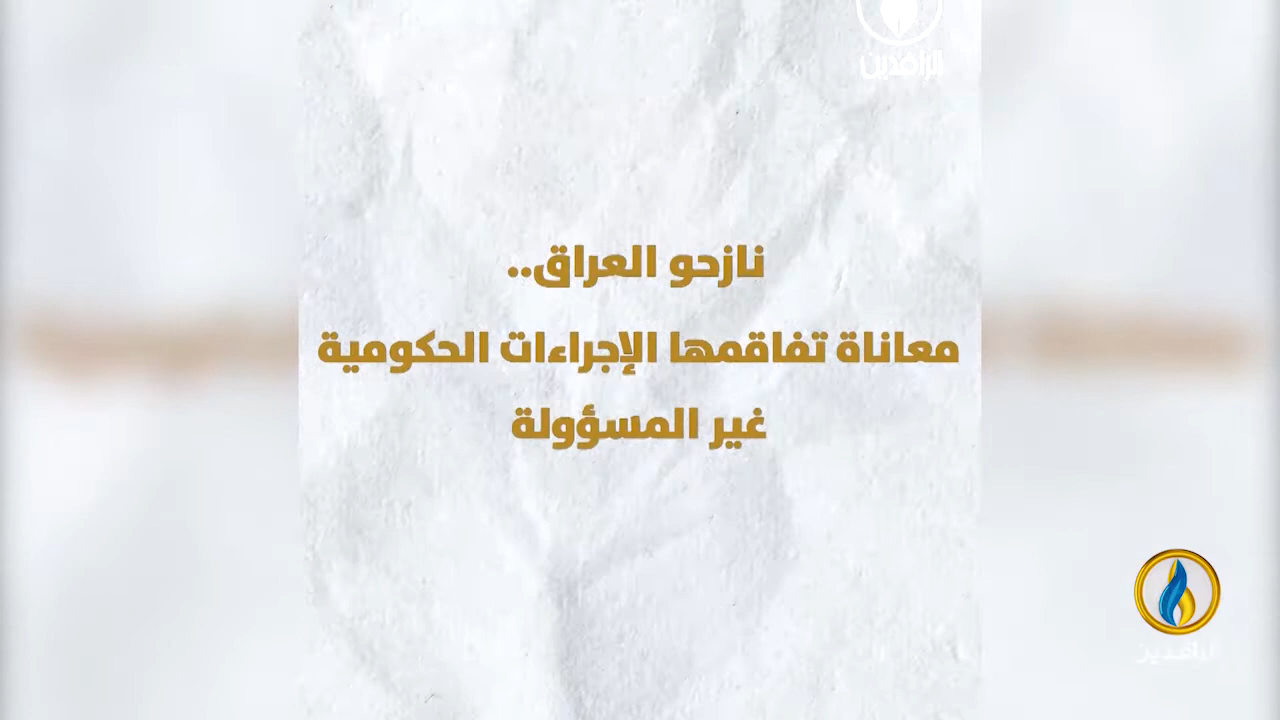 الرافدين
نازحو العراق..
معاناة تفاقمها الإجراءات الحكومية
غير المسؤولة
الرافدين